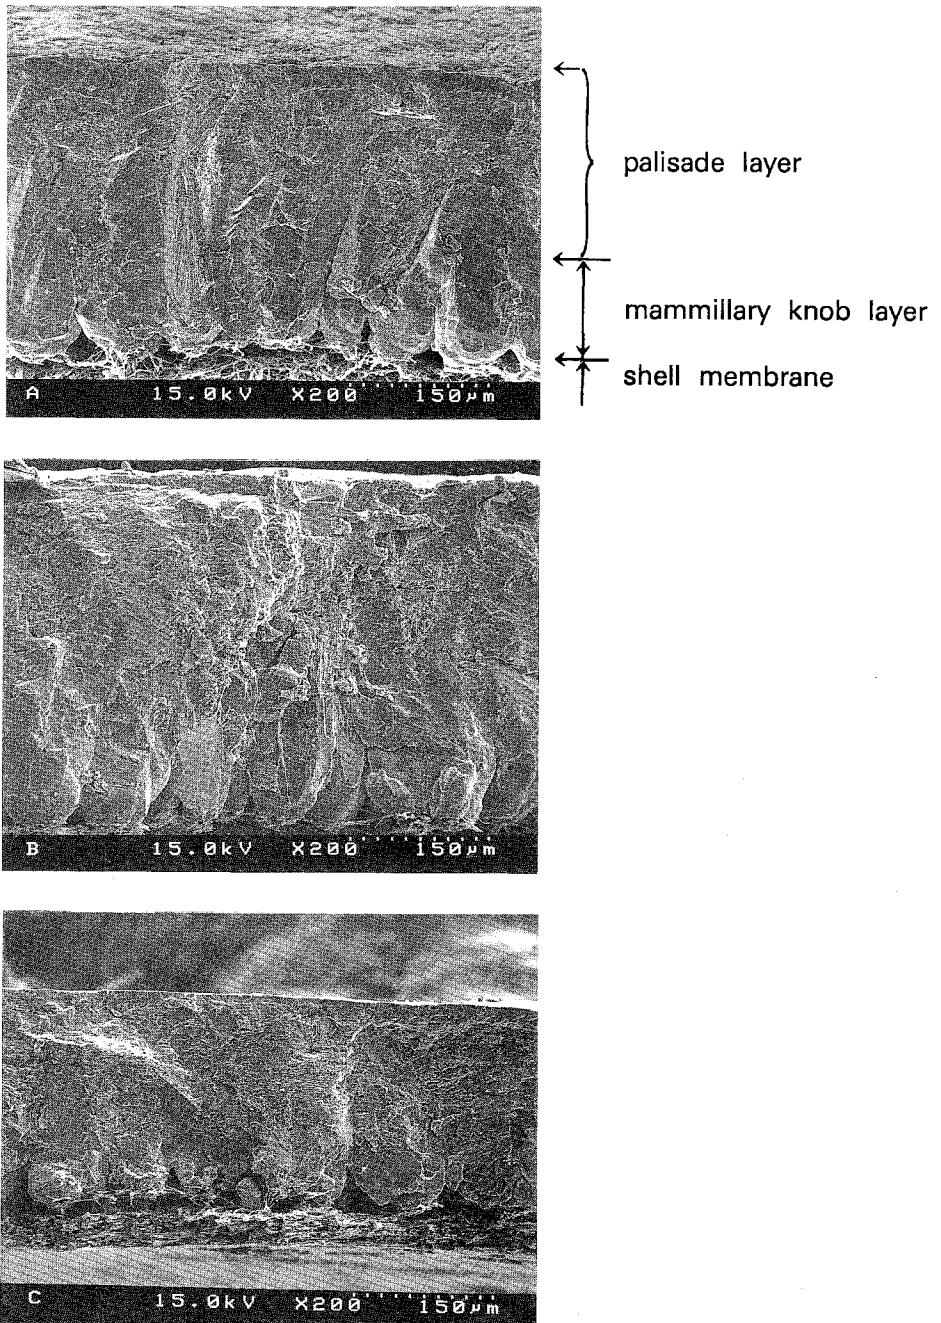 palisade layer
mammillary knob layer
shell membrane
A 15.0kV X200 150µm
B 15.0kV X200 150µm
C 15.0kV X200 150µm